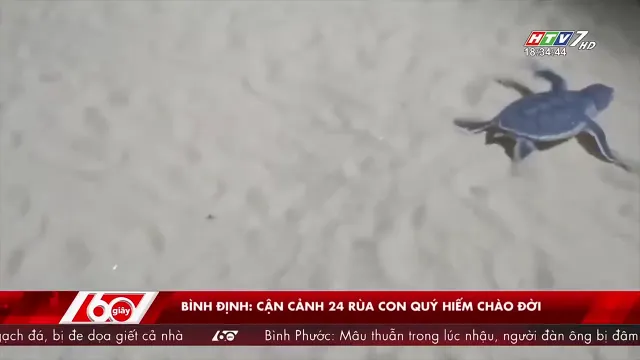 HTV7 HD
18:34:44
60 giây
BÌNH ĐỊNH: CẬN CẢNH 24 RÙA CON QUÝ HIẾM CHÀO ĐỜI
gạch đá, bị đe dọa giết cả nhà 60 giây Bình Phước: Mâu thuẫn trong lúc nhậu, người đàn ông bị đâm